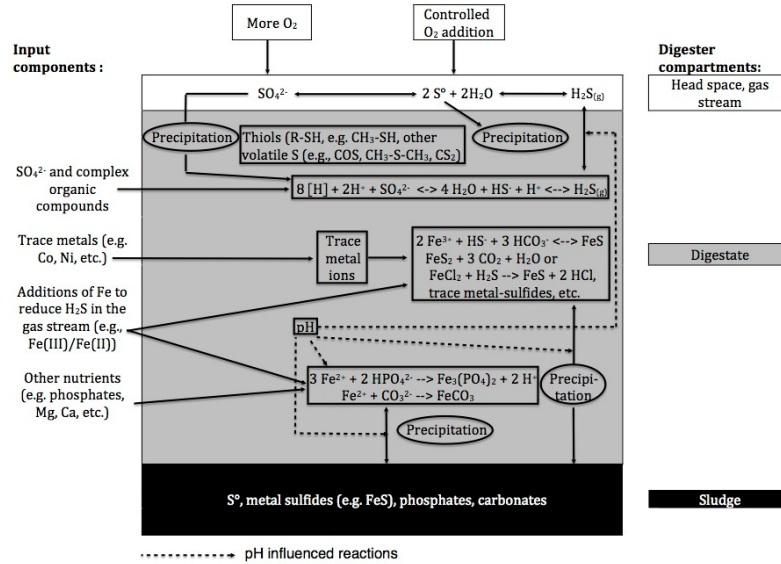 More O₂
Controlled
O₂ addition
Input
components :
Digester
compartments:
SO₄²⁻
2 S° + 2H₂O
H₂S(g)
Head space, gas
stream
Precipitation
Thiols (R-SH, e.g. CH₃-SH, other
volatile S (e.g., COS, CH₃-S-CH₃, CS₂)
Precipitation
SO₄²⁻ and complex
organic
compounds
8 [H] + 2H⁺ + SO₄²⁻ <-> 4 H₂O + HS⁻ + H⁺ <--> H₂S(g)
Trace metals (e.g.
Co, Ni, etc.)
Trace
metal
ions
2 Fe³⁺ + HS⁻ + 3 HCO₃⁻ <--> FeS
FeS₂ + 3 CO₂ + H₂O or
FeCl₂ + H₂S --> FeS + 2 HCl,
trace metal-sulfides, etc.
Digestate
Additions of Fe to
reduce H₂S in the
gas stream (e.g.,
Fe(III)/Fe(II))
pH
Other nutrients
(e.g. phosphates,
Mg, Ca, etc.)
3 Fe²⁺ + 2 HPO₄²⁻ --> Fe₃(PO₄)₂ + 2 H⁺
Fe²⁺ + CO₃²⁻ --> FeCO₃
Precipi-
tation
Precipitation
S°, metal sulfides (e.g. FeS), phosphates, carbonates
Sludge
pH influenced reactions